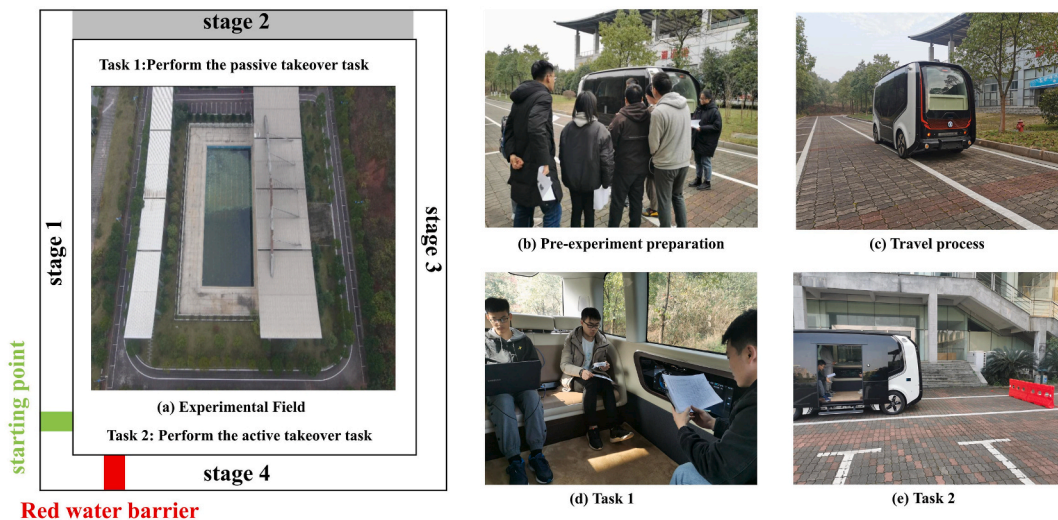 stage 2
Task 1:Perform the passive takeover task
stage 1
stage 3
(a) Experimental Field
starting point
Task 2: Perform the active takeover task
stage 4
Red water barrier
(b) Pre-experiment preparation
(c) Travel process
(d) Task 1
(e) Task 2